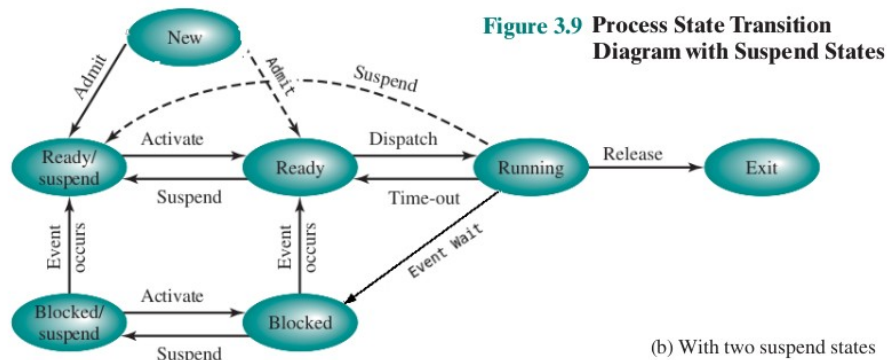 Figure 3.9 Process State Transition
Diagram with Suspend States
New
Admit
Admit
Suspend
Ready/
suspend
Activate
Suspend
Ready
Dispatch
Time-out
Running
Release
Exit
Event
occurs
Event
occurs
Event Wait
Blocked/
suspend
Activate
Suspend
Blocked
(b) With two suspend states